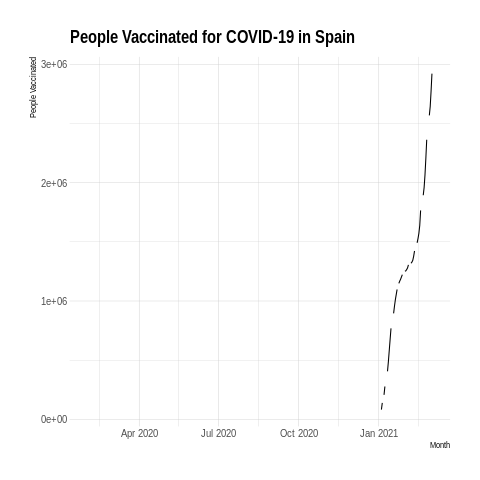 People Vaccinated for COVID-19 in Spain
People Vaccinated
3e+06
2e+06
1e+06
0e+00
Apr 2020 Jul 2020 Oct 2020 Jan 2021
Month